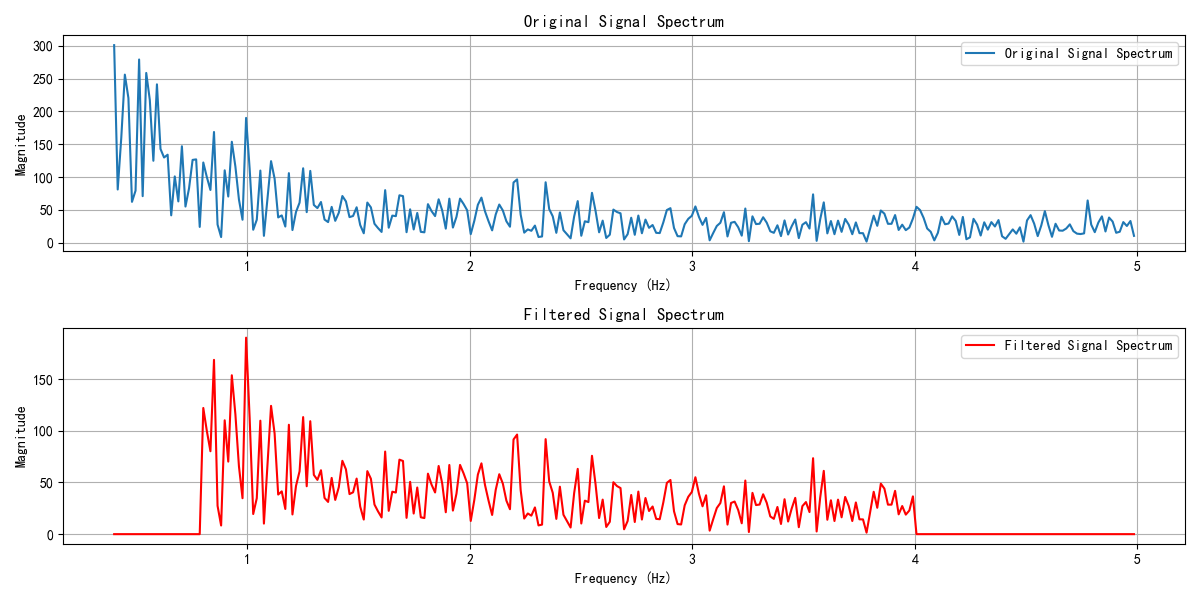 Original Signal Spectrum
Original Signal Spectrum
Magnitude
300
250
200
150
100
50
0
1
2
3
4
5
Frequency (Hz)
Filtered Signal Spectrum
Filtered Signal Spectrum
Magnitude
150
100
50
0
1
2
3
4
5
Frequency (Hz)